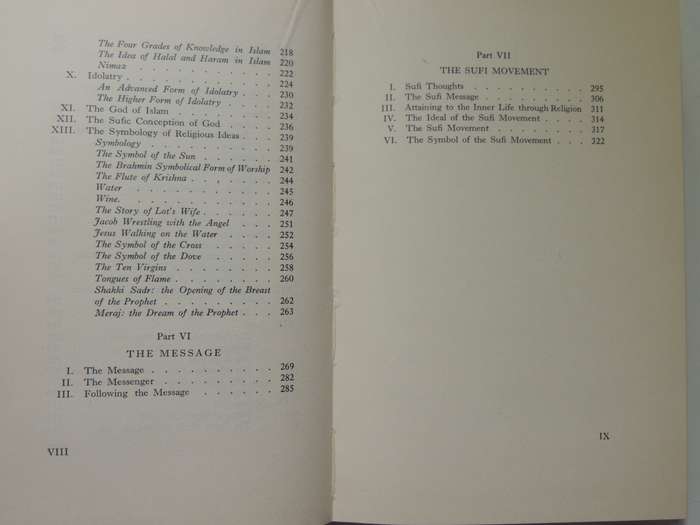 The Four Grades of Knowledge in Islam 218
The Idea of Halal and Haram in Islam 220
Nimaz . . . . . . . . . . 222
X. Idolatry . . . . . . . . . . 224
An Advanced Form of Idolatry . . . 230
The Higher Form of Idolatry . . . . 232
XI. The God of Islam . . . . . . . . 234
XII. The Sufic Conception of God . . . . . 236
XIII. The Symbology of Religious Ideas . . . . 239
Symbology . . . . . . . . . 239
The Symbol of the Sun . . . . . . 241
The Brahmin Symbolical Form of Worship 242
The Flute of Krishna . . . . . . . 244
Water . . . . . . . . . . 245
Wine. . . . . . . . . . . 246
The Story of Lot's Wife . . . . . . 247
Jacob Wrestling with the Angel . . . 251
Jesus Walking on the Water . . . . 252
The Symbol of the Cross . . . . . 254
The Symbol of the Dove . . . . . 256
The Ten Virgins . . . . . . . . 258
Tongues of Flame . . . . . . . . 260
Shakki Sadr: the Opening of the Breast
of the Prophet . . . . . . . . . 262
Meraj: the Dream of the Prophet . . . 263
Part VI
THE MESSAGE
I. The Message . . . . . . . . . . 269
II. The Messenger . . . . . . . . . 282
III. Following the Message . . . . . . 285
VIII
Part VII
THE SUFI MOVEMENT
I. Sufi Thoughts . . . . . . . . . . 295
II. The Sufi Message . . . . . . . . 306
III. Attaining to the Inner Life through Religion 311
IV. The Ideal of the Sufi Movement . . . . 314
V. The Sufi Movement . . . . . . . 317
VI. The Symbol of the Sufi Movement . . . 322
IX